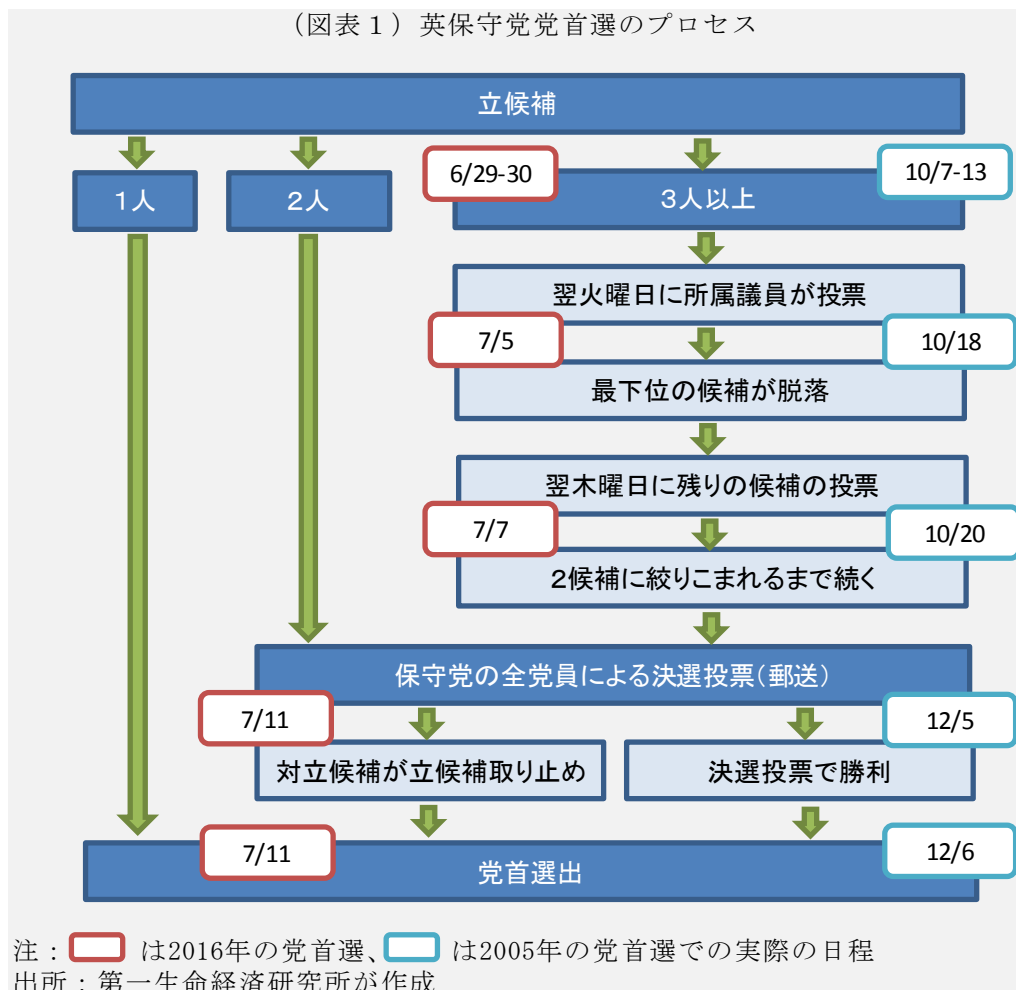 (図表1)英保守党党首選のプロセス
立候補
1人
2人
6/29-30
3人以上
10/7-13
翌火曜日に所属議員が投票
7/5
10/18
最下位の候補が脱落
翌木曜日に残りの候補の投票
7/7
10/20
2候補に絞りこまれるまで続く
保守党の全党員による決選投票(郵送)
7/11
12/5
対立候補が立候補取り止め
決選投票で勝利
7/11
党首選出
12/6
注:は2016年の党首選、は2005年の党首選での実際の日程
出所:第一生命経済研究所が作成